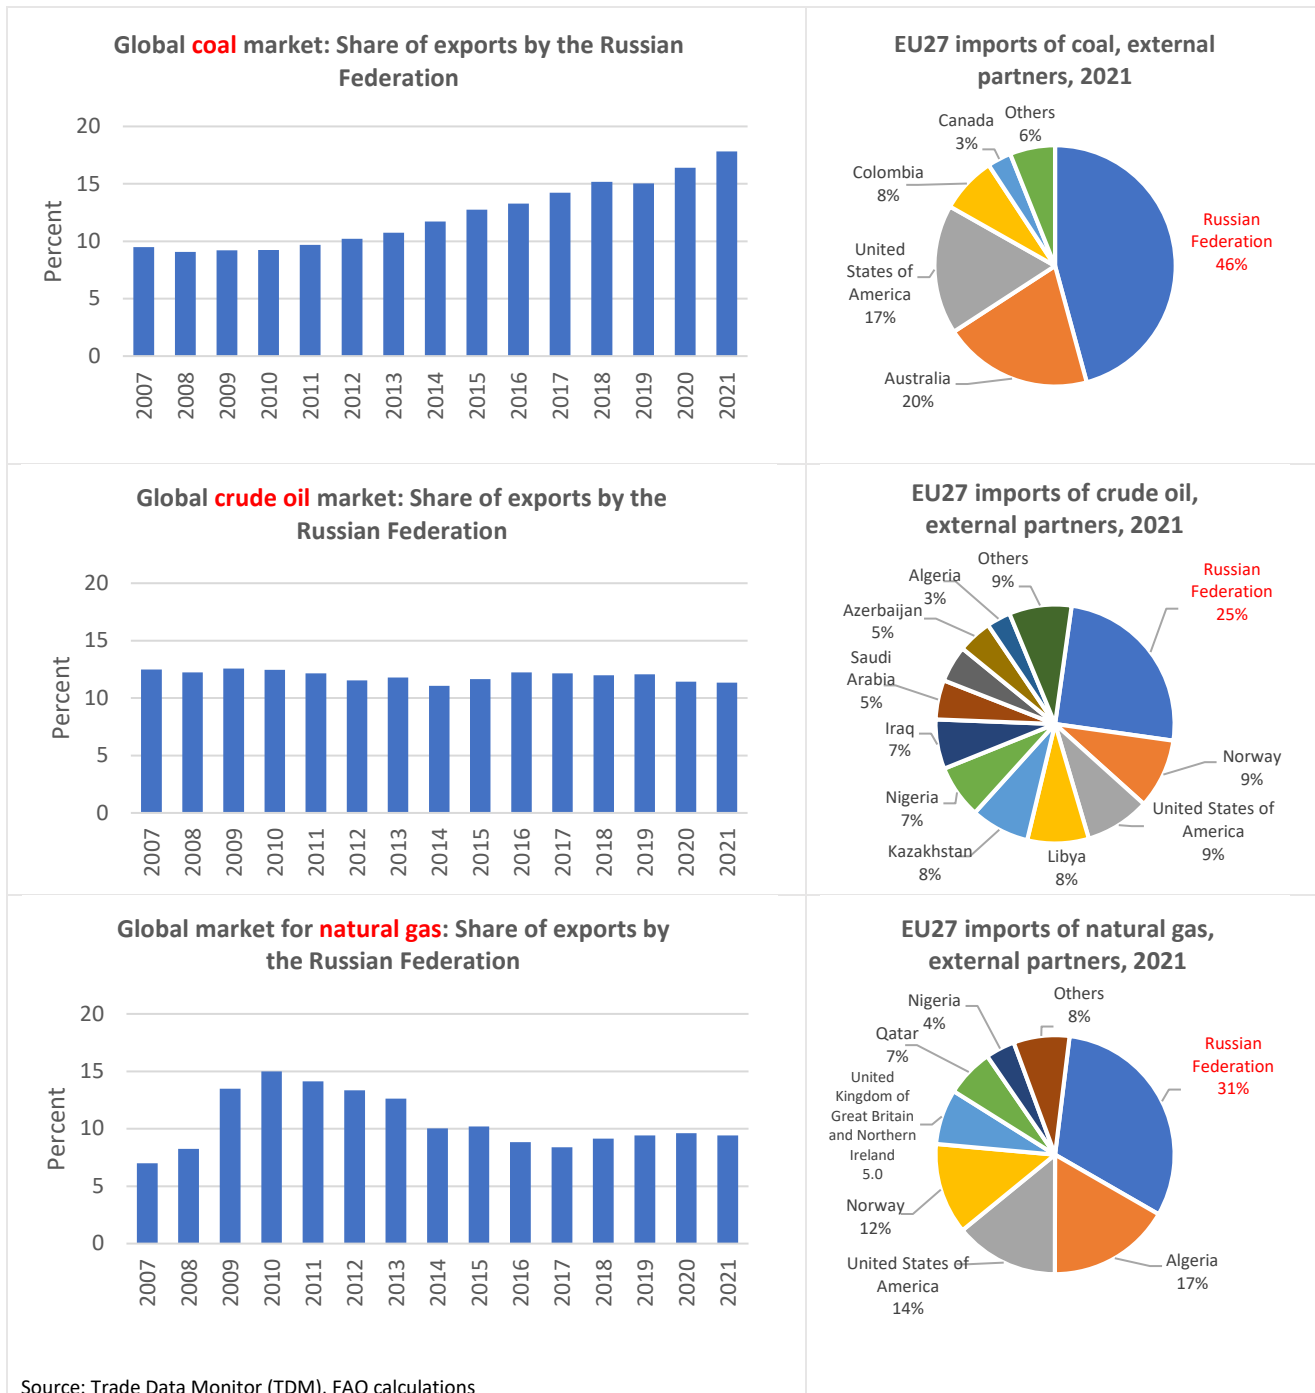 Global coal market: Share of exports by the Russian
Federation
Percent
20
15
10
5
0
2007
2008
2009
2010
2011
2012
2013
2014
2015
2016
2017
2018
2019
2020
2021
EU27 imports of coal, external
partners, 2021
Others
6%
Canada
3%
Colombia
8%
United
States of
America
17%
Australia
20%
Russian
Federation
46%
Global crude oil market: Share of exports by the
Russian Federation
Percent
20
15
10
5
0
2007
2008
2009
2010
2011
2012
2013
2014
2015
2016
2017
2018
2019
2020
2021
EU27 imports of crude oil,
external partners, 2021
Others
9%
Algeria
3%
Azerbaijan
5%
Saudi
Arabia
5%
Iraq
7%
Nigeria
7%
Kazakhstan
8%
Libya
8%
United States of
America
9%
Norway
9%
Russian
Federation
25%
Global market for natural gas: Share of exports by
the Russian Federation
Percent
20
15
10
5
0
2007
2008
2009
2010
2011
2012
2013
2014
2015
2016
2017
2018
2019
2020
2021
EU27 imports of natural gas,
external partners, 2021
Others
8%
Nigeria
4%
Qatar
7%
United
Kingdom of
Great Britain
and Northern
Ireland
5.0
Norway
12%
United States of
America
14%
Algeria
17%
Russian
Federation
31%
Source: Trade Data Monitor (TDM), FAO calculations